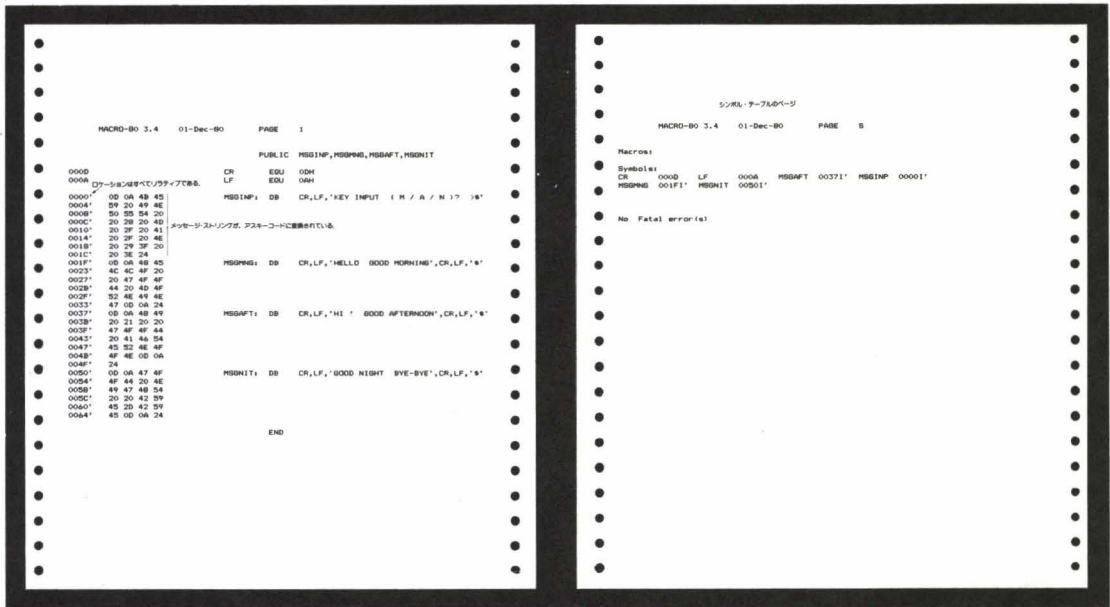 MACRO-80 3.4 01-Dec-80 PAGE 1
PUBLIC MSGINP,MSGMNG,MSGAFT,MSGNIT
000D CR EQU 0DH
000A LF EQU 0AH
ロケーションはすべてリラティブである。
0000' 0D 0A 4B 45 MSGINP: DB CR,LF,'KEY INPUT ( M / A / N )? >$'
0004' 59 20 49 4E
0008' 50 55 54 20
000C' 20 28 20 4D
0010' 20 2F 20 41 メッセージ・ストリングが、アスキーコードに変換されている。
0014' 20 2F 20 4E
0018' 20 29 3F 20
001C' 20 3E 24
001F' 0D 0A 48 45 MSGMNG: DB CR,LF,'HELLO GOOD MORNING',CR,LF,'$'
0023' 4C 4C 4F 20
0027' 20 47 4F 4F
002B' 44 20 4D 4F
002F' 52 4E 49 4E
0033' 47 0D 0A 24
0037' 0D 0A 48 49 MSGAFT: DB CR,LF,'HI ! GOOD AFTERNOON',CR,LF,'$'
003B' 20 21 20 20
003F' 47 4F 4F 44
0043' 20 41 46 54
0047' 45 52 4E 4F
004B' 4F 4E 0D 0A
004F' 24
0050' 0D 0A 47 4F MSGNIT: DB CR,LF,'GOOD NIGHT BYE-BYE',CR,LF,'$'
0054' 4F 44 20 4E
0058' 49 47 48 54
005C' 20 20 42 59
0060' 45 2D 42 59
0064' 45 0D 0A 24
END
シンボル・テーブルのページ
MACRO-80 3.4 01-Dec-80 PAGE S
Macros:
Symbols:
CR 000D LF 000A MSGAFT 0037I' MSGINP 0000I'
MSGMNG 001FI' MSGNIT 0050I'
No Fatal error(s)